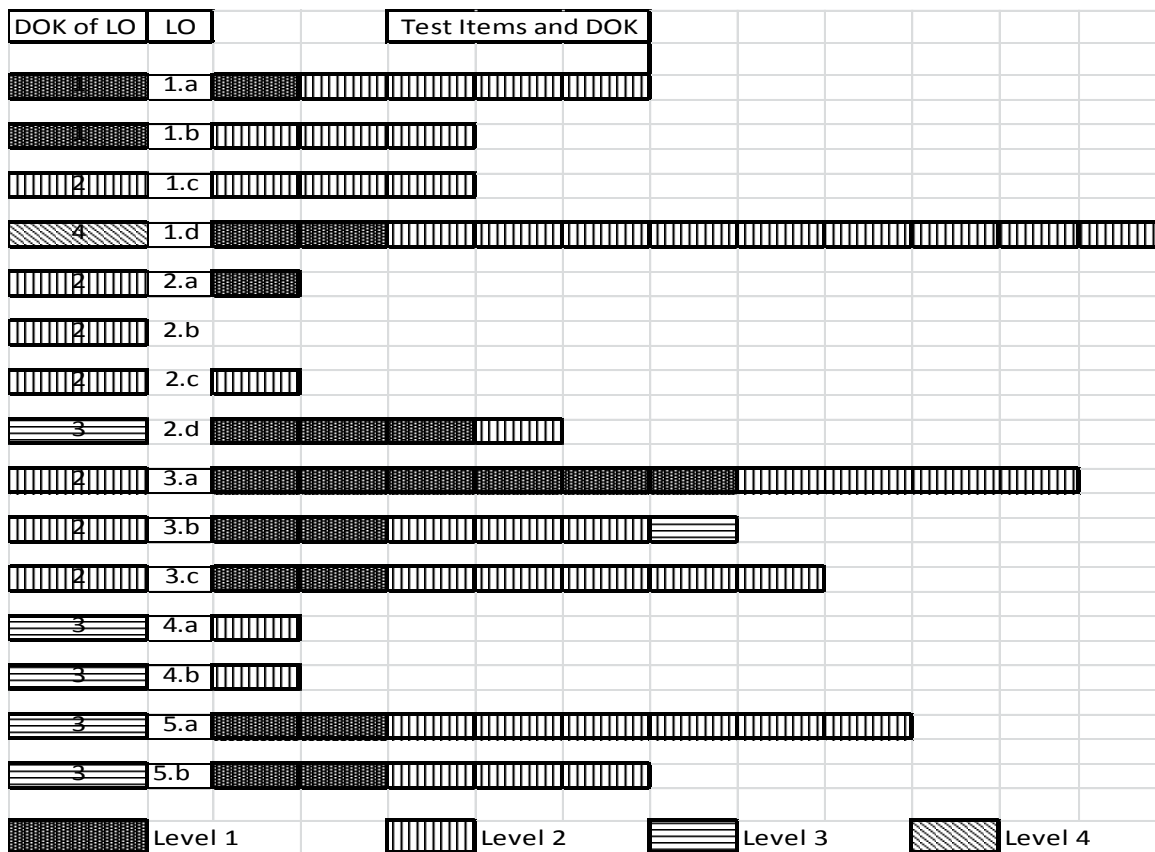 DOK of LO LO Test Items and DOK
1 1.a
1 1.b
2 1.c
4 1.d
2 2.a
2 2.b
2 2.c
3 2.d
2 3.a
2 3.b
2 3.c
3 4.a
3 4.b
3 5.a
3 5.b
Level 1 Level 2 Level 3 Level 4